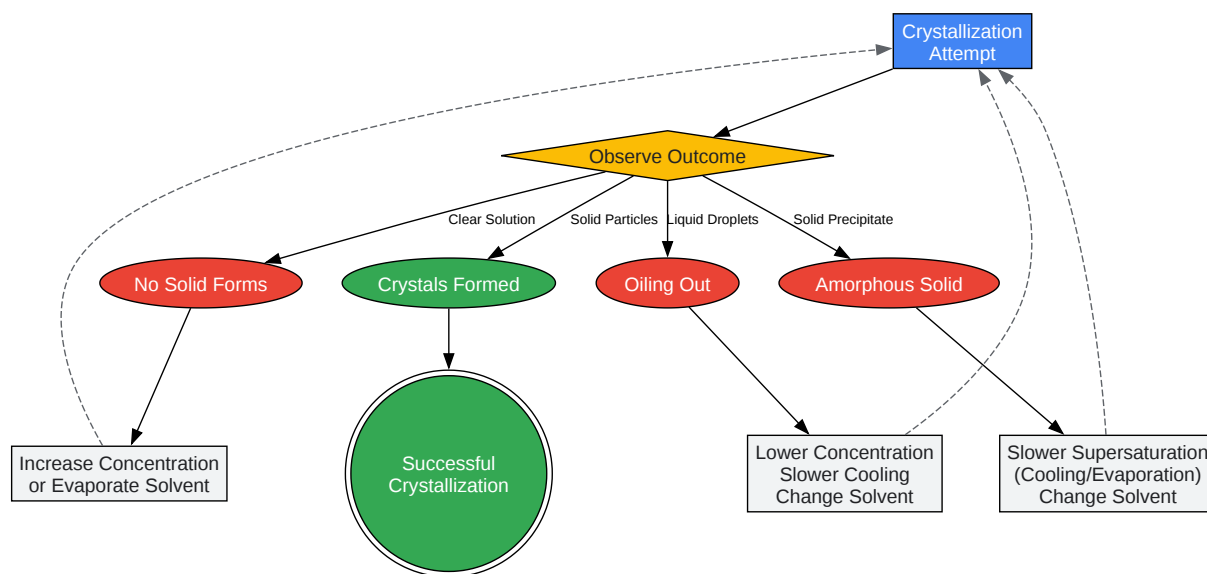 Crystallization
Attempt
Observe Outcome
Clear Solution
Solid Particles
Liquid Droplets
Solid Precipitate
No Solid Forms
Crystals Formed
Oiling Out
Amorphous Solid
Increase Concentration
or Evaporate Solvent
Successful
Crystallization
Lower Concentration
Slower Cooling
Change Solvent
Slower Supersaturation
(Cooling/Evaporation)
Change Solvent